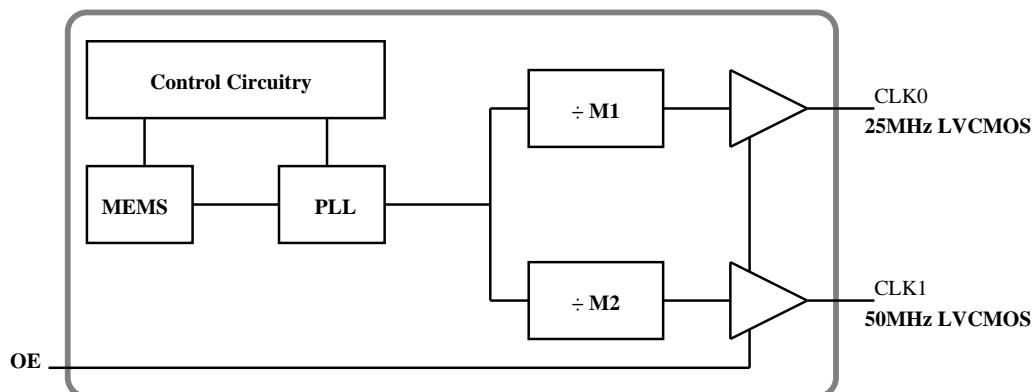 Control Circuitry
MEMS
PLL
÷ M1
÷ M2
CLK0
25MHz LVCMOS
CLK1
50MHz LVCMOS
OE